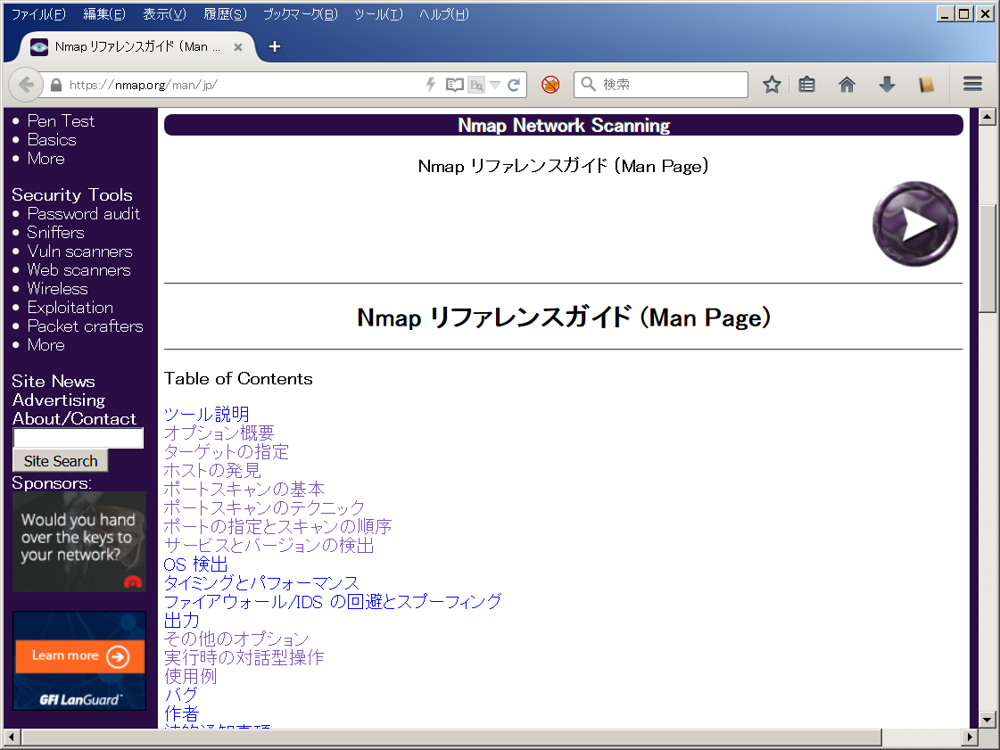 ファイル(F) 編集(E) 表示(V) 履歴(S) ブックマーク(B) ツール(T) ヘルプ(H)
Nmap リファレンスガイド (Man ...
https://nmap.org/man/jp/
検索
• Pen Test
• Basics
• More
Security Tools
• Password audit
• Sniffers
• Vuln scanners
• Web scanners
• Wireless
• Exploitation
• Packet crafters
• More
Site News
Advertising
About/Contact
Site Search
Sponsors:
Would you hand
over the keys to
your network?
Learn more
GFI LanGuard
Nmap Network Scanning
Nmap リファレンスガイド (Man Page)
Nmap リファレンスガイド (Man Page)
Table of Contents
ツール説明
オプション概要
ターゲットの指定
ホストの発見
ポートスキャンの基本
ポートスキャンのテクニック
ポートの指定とスキャンの順序
サービスとバージョンの検出
OS 検出
タイミングとパフォーマンス
ファイアウォール/IDS の回避とスプーフィング
出力
その他のオプション
実行時の対話型操作
使用例
バグ
作者
法的通知事項